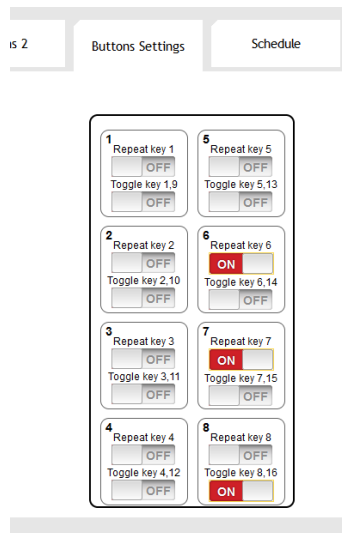 ıs 2
Buttons Settings
Schedule
1
Repeat key 1
OFF
Toggle key 1,9
OFF
5
Repeat key 5
OFF
Toggle key 5,13
OFF
2
Repeat key 2
OFF
Toggle key 2,10
OFF
6
Repeat key 6
ON
Toggle key 6,14
OFF
3
Repeat key 3
OFF
Toggle key 3,11
OFF
7
Repeat key 7
ON
Toggle key 7,15
OFF
4
Repeat key 4
OFF
Toggle key 4,12
OFF
8
Repeat key 8
OFF
Toggle key 8,16
ON